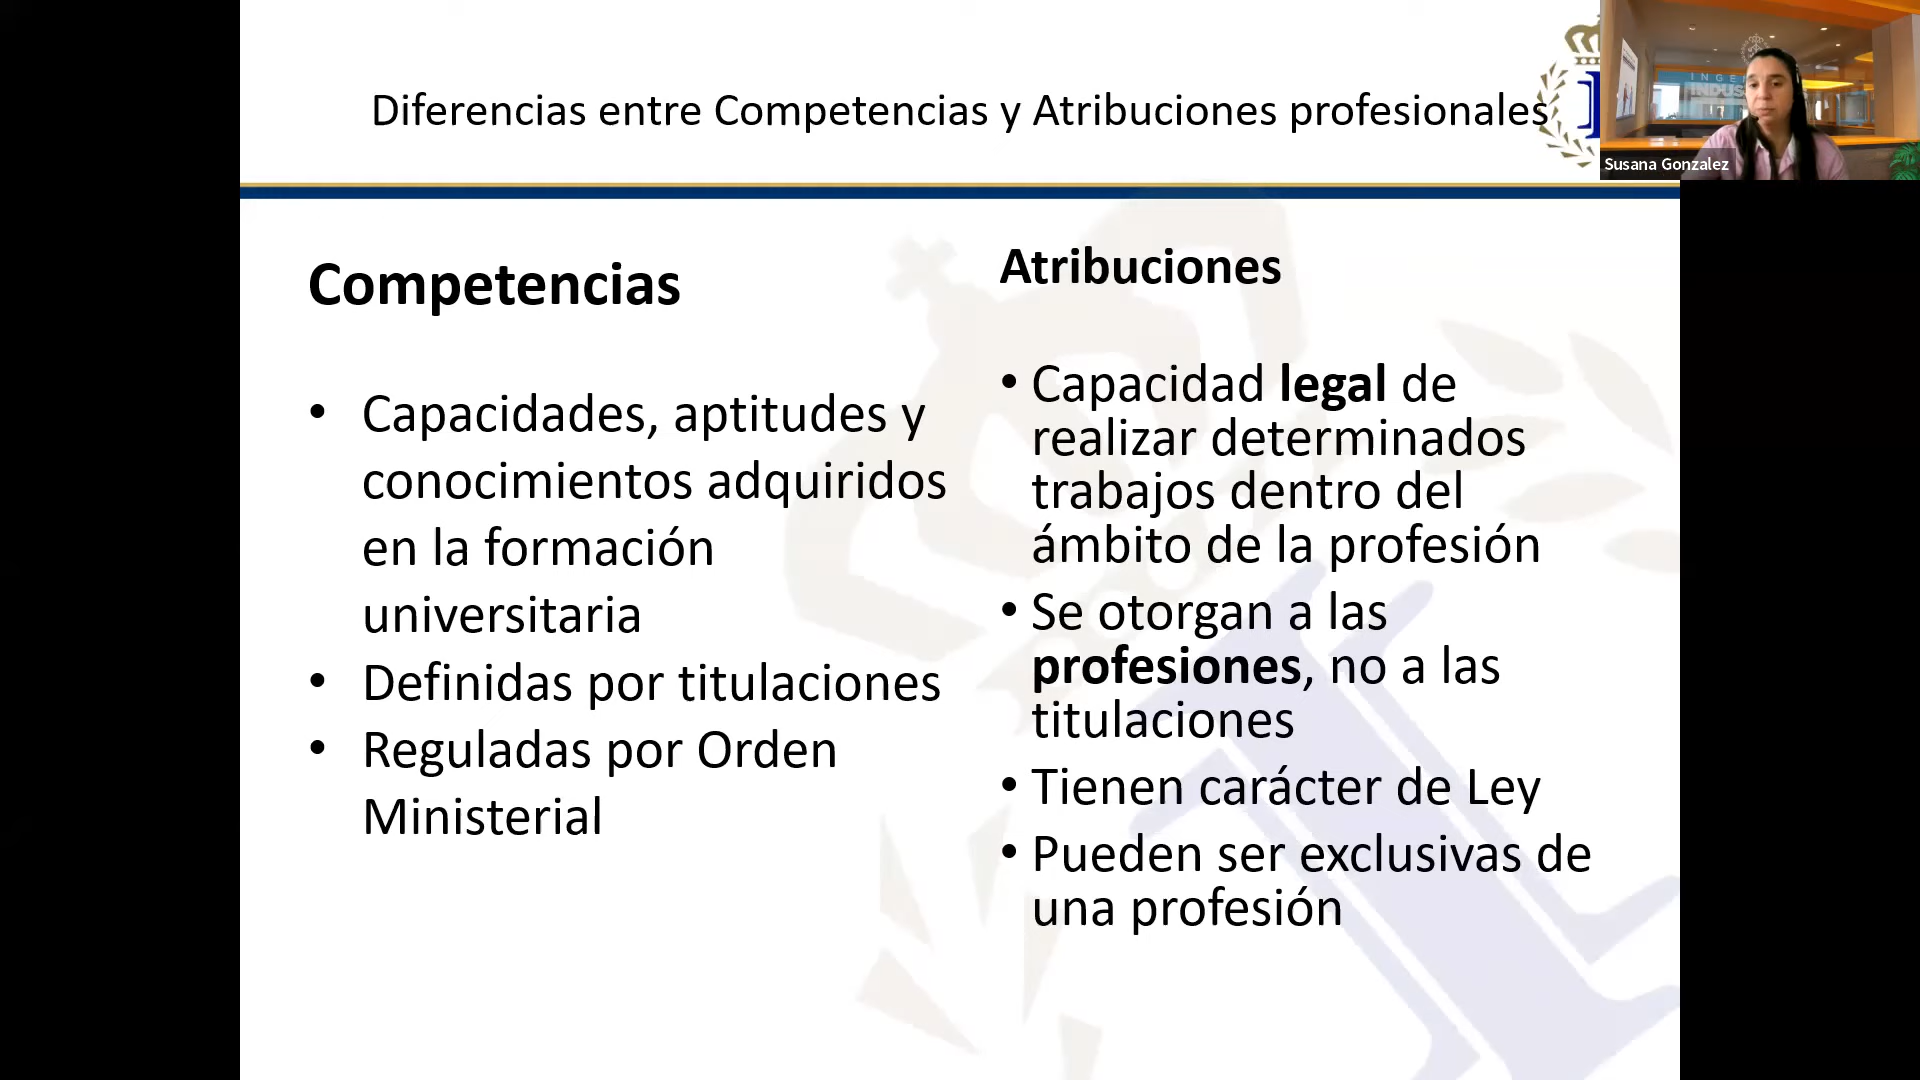 Diferencias entre Competencias y Atribuciones profesionales
INGE
INDUS
Susana Gonzalez
Competencias
• Capacidades, aptitudes y
conocimientos adquiridos
en la formación
universitaria
• Definidas por titulaciones
• Reguladas por Orden
Ministerial
Atribuciones
• Capacidad legal de
realizar determinados
trabajos dentro del
ámbito de la profesión
• Se otorgan a las
profesiones, no a las
titulaciones
• Tienen carácter de Ley
• Pueden ser exclusivas de
una profesión